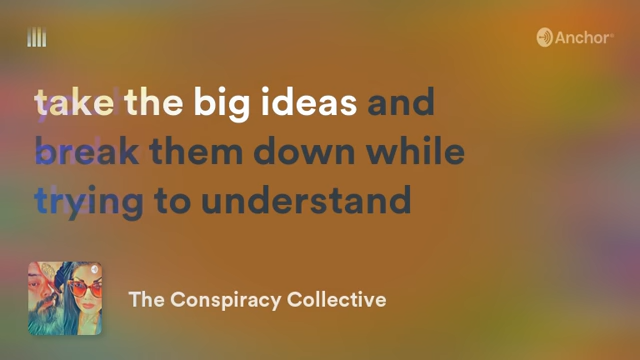 Anchor
take the big ideas and
break them down while
trying to understand
The Conspiracy Collective